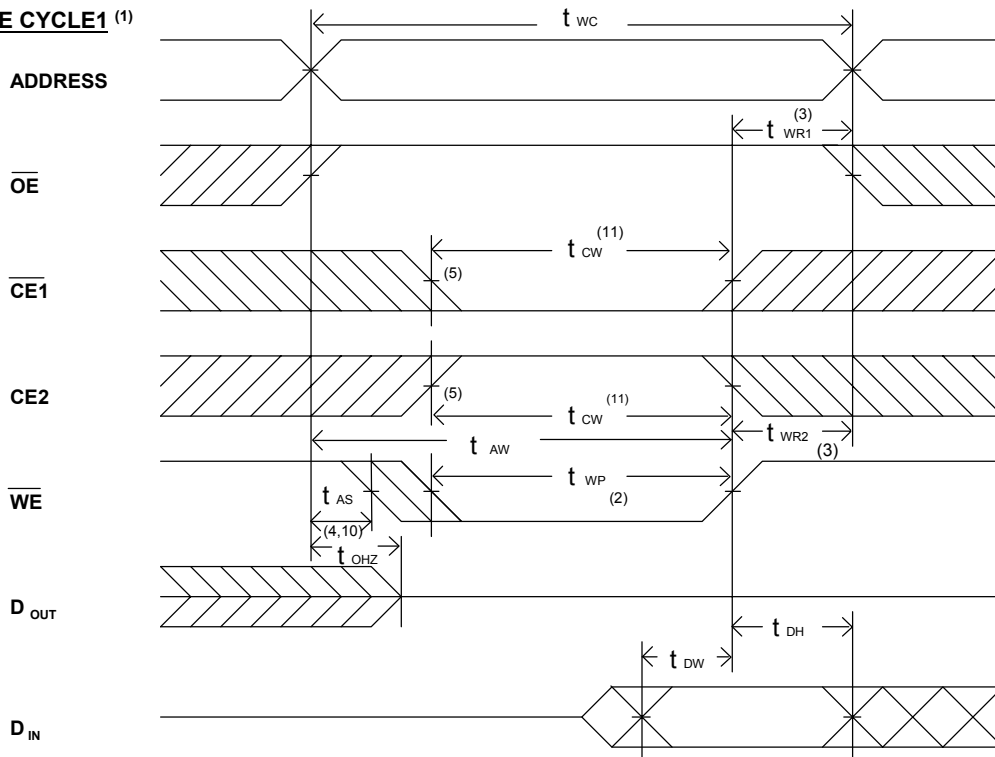 E CYCLE1 (1)
t WC
ADDRESS
(3)
t WR1
OE
(11)
t CW
CE1
(5)
CE2
(5)
t CW (11)
t AW
t WR2
(3)
WE
t WP
(2)
t AS
(4,10)
t OHZ
D OUT
t DH
t DW
D IN